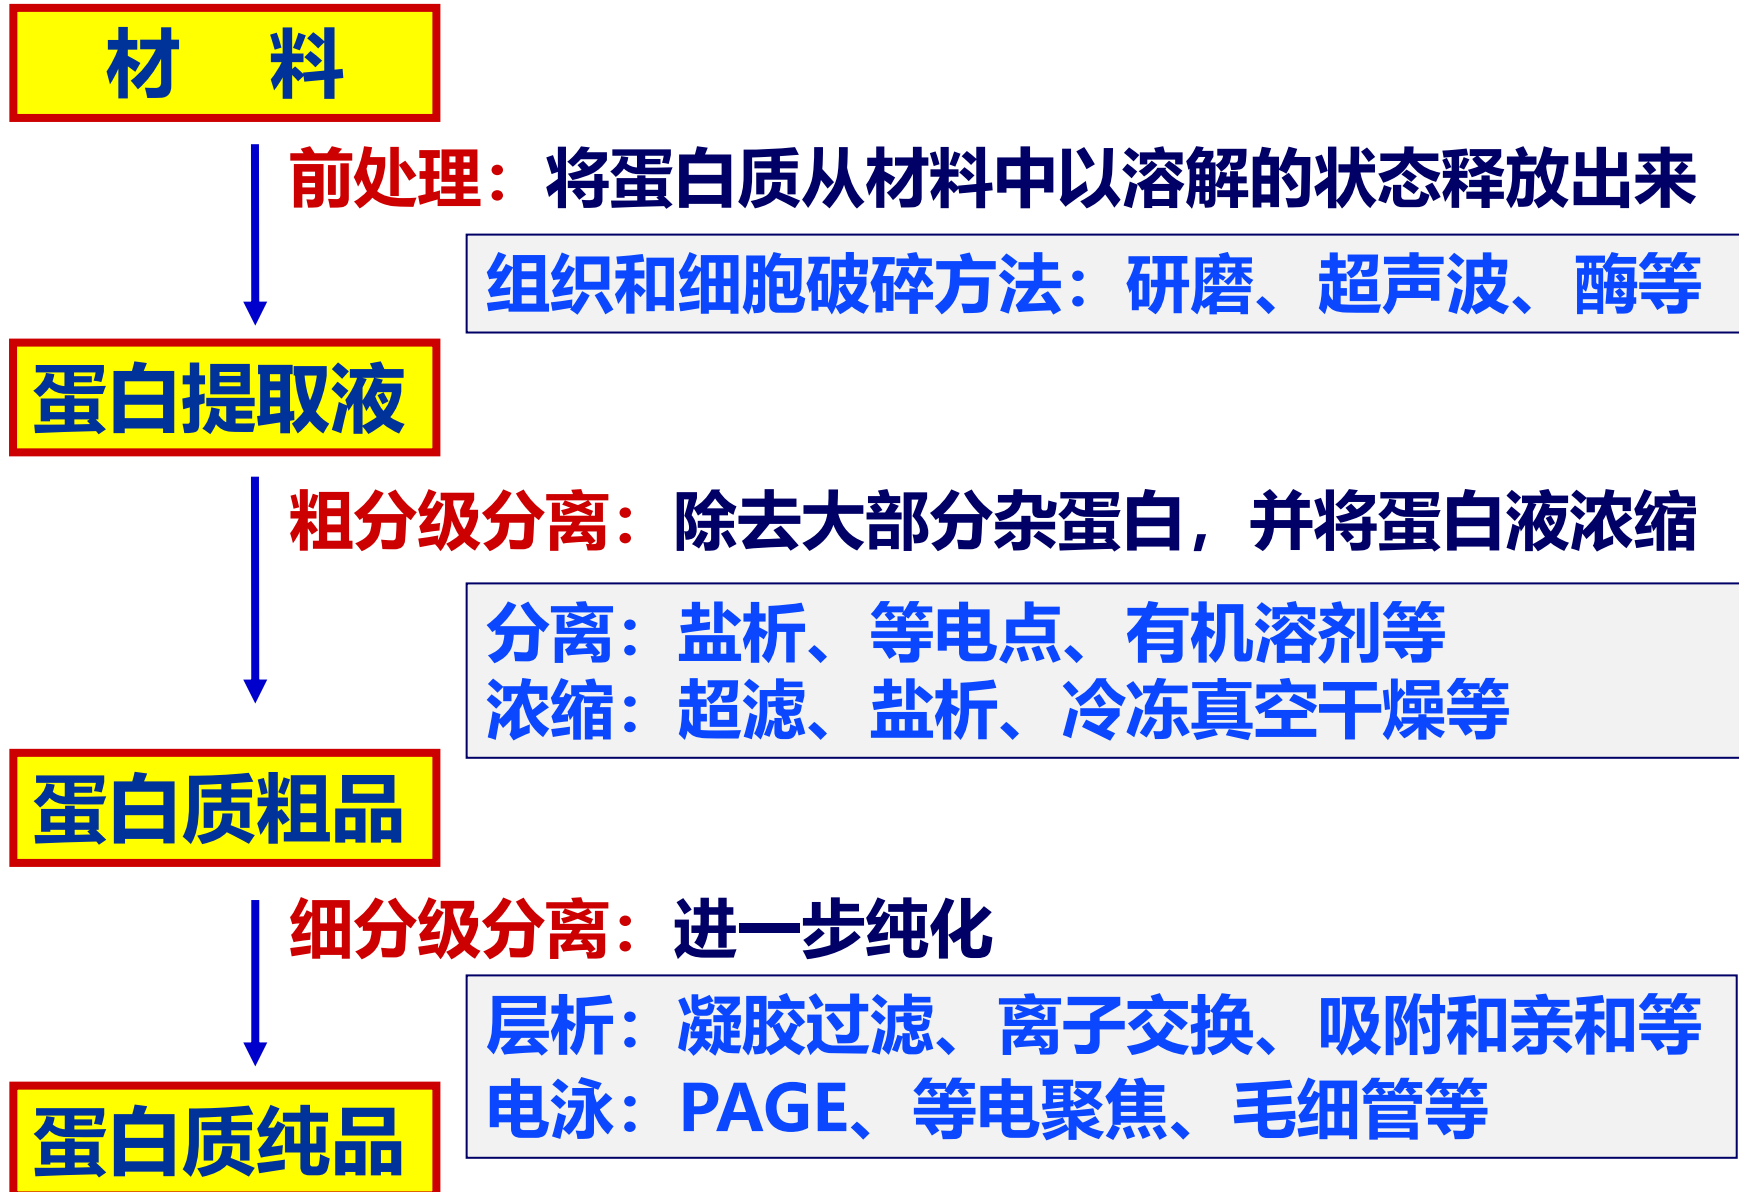 材 料
前处理：将蛋白质从材料中以溶解的状态释放出来
组织和细胞破碎方法：研磨、超声波、酶等
蛋白提取液
粗分级分离：除去大部分杂蛋白，并将蛋白液浓缩
分离：盐析、等电点、有机溶剂等
浓缩：超滤、盐析、冷冻真空干燥等
蛋白质粗品
细分级分离：进一步纯化
层析：凝胶过滤、离子交换、吸附和亲和等
电泳：PAGE、等电聚焦、毛细管等
蛋白质纯品